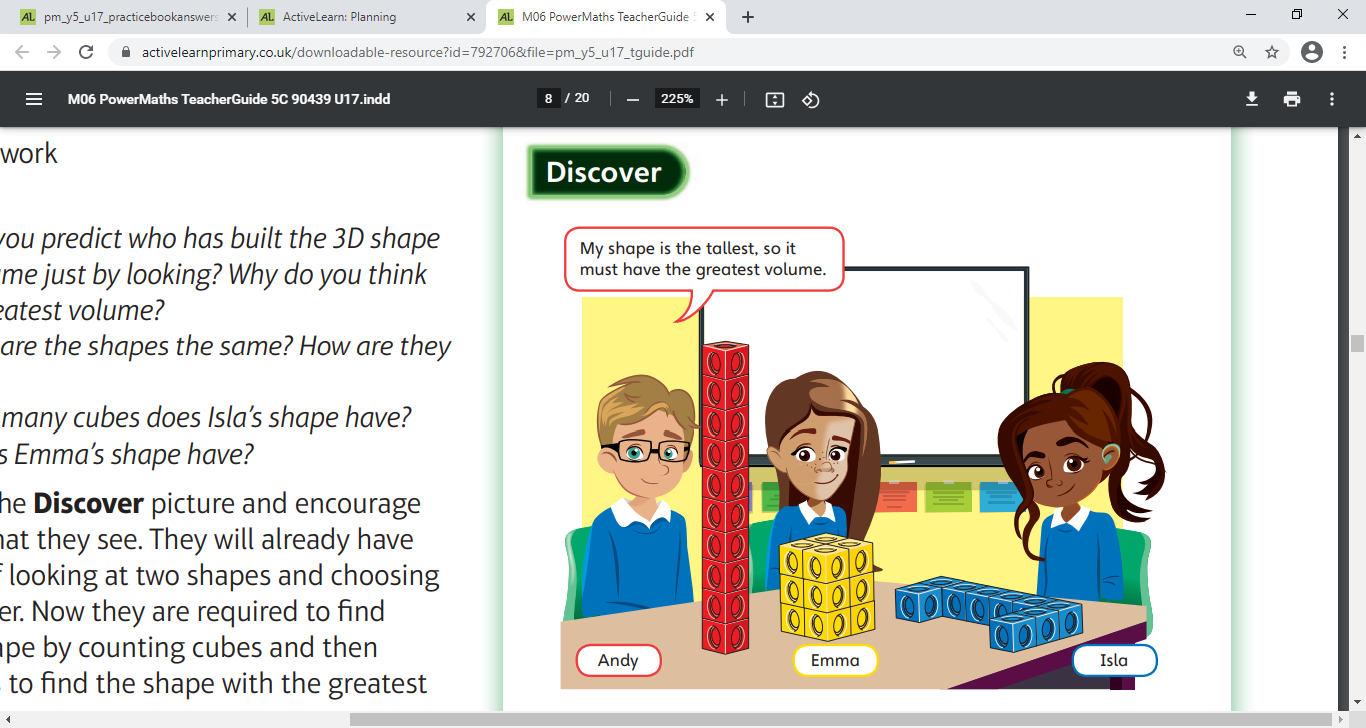 pm_y5_u17_practicebookanswers
ActiveLearn: Planning
M06 PowerMaths TeacherGuide 5
activelearnprimary.co.uk/downloadable-resource?id=792706&file=pm_y5_u17_tguide.pdf
M06 PowerMaths TeacherGuide 5C 90439 U17.indd
8 / 20
225%
work
you predict who has built the 3D shape
me just by looking? Why do you think
eatest volume?
are the shapes the same? How are they
many cubes does Isla's shape have?
s Emma's shape have?
he Discover picture and encourage
hat they see. They will already have
f looking at two shapes and choosing
er. Now they are required to find
ape by counting cubes and then
to find the shape with the greatest
Discover
My shape is the tallest, so it
must have the greatest volume.
Andy
Emma
Isla